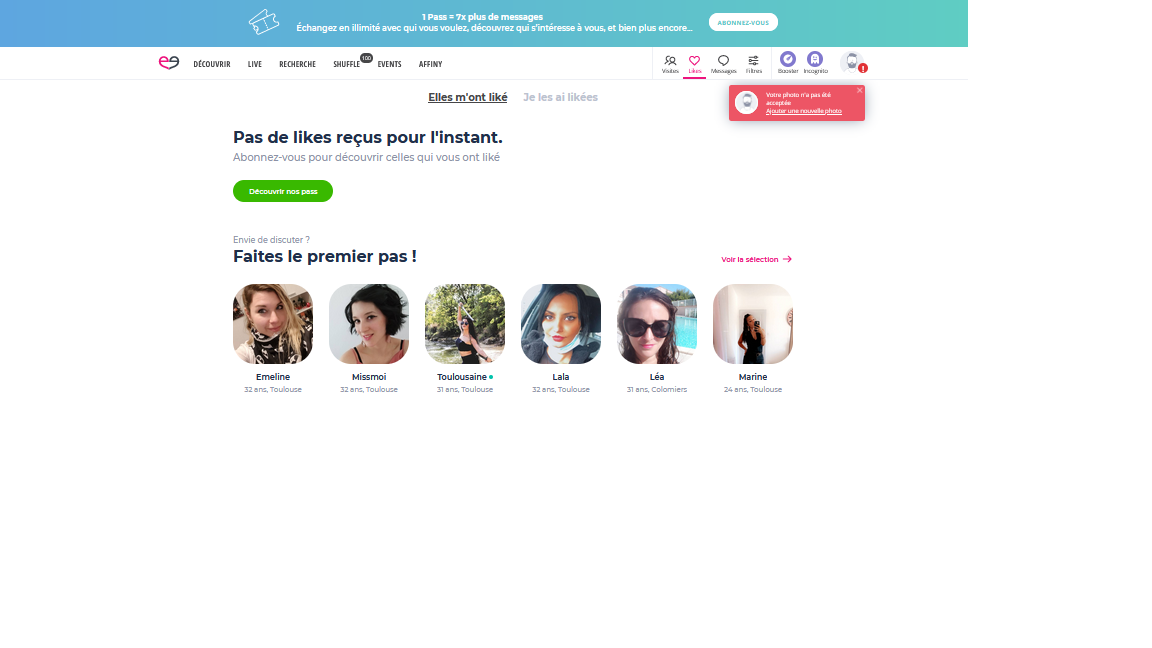 1 Pass = 7x plus de messages
Échangez en illimité avec qui vous voulez, découvrez qui s'intéresse à vous, et bien plus encore...
ABONNEZ-VOUS
DÉCOUVRIR
LIVE
RECHERCHE
SHUFFLE
100
EVENTS
AFFINY
Visites
Likes
Messages
Filtres
Booster
Incognito
!
Elles m'ont liké
Je les ai likées
Votre photo n'a pas été
acceptée
Ajouter une nouvelle photo
Pas de likes reçus pour l'instant.
Abonnez-vous pour découvrir celles qui vous ont liké
Découvrir nos pass
Envie de discuter ?
Faites le premier pas !
Voir la sélection
Emeline
32 ans, Toulouse
Missmoi
32 ans, Toulouse
Toulousaine
31 ans, Toulouse
Lala
32 ans, Toulouse
Léa
31 ans, Colomiers
Marine
24 ans, Toulouse